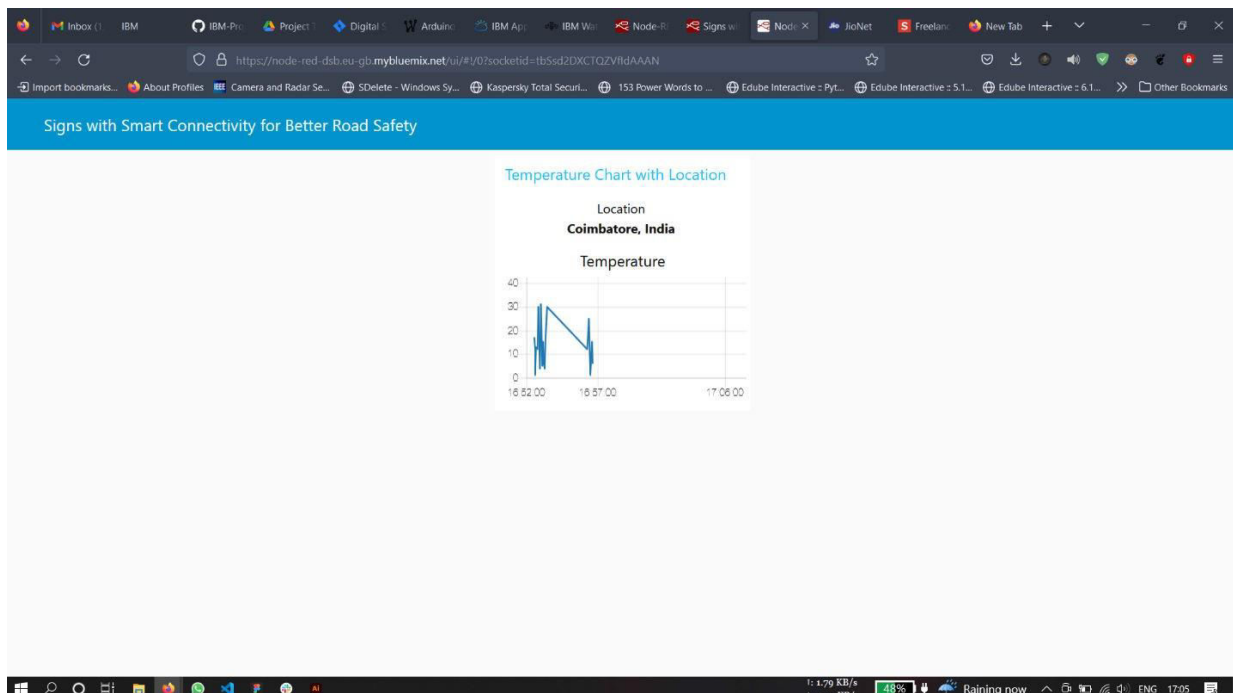 Inbox (1 IBM IBM-Pro Project T Digital S Arduino IBM App IBM Wat Node-R Signs wi Node JioNet Freelanc New Tab
https://node-red-dsb.eu-gb.mybluemix.net/ui/#!/0?socketid=
Import bookmarks... About Profiles Camera and Radar Se... SDelete - Windows Sy... Kaspersky Total Securi... 153 Power Words to ... Edube Interactive :: Pyt... Edube Interactive :: 5.1... Edube Interactive :: 6.1... Other Bookmarks
Signs with Smart Connectivity for Better Road Safety
Temperature Chart with Location
Location
Coimbatore, India
Temperature
40
30
20
10
0
16:52:00 16:57:00 17:06:00
1.79 KB/s
48% Raining now ENG 17:05